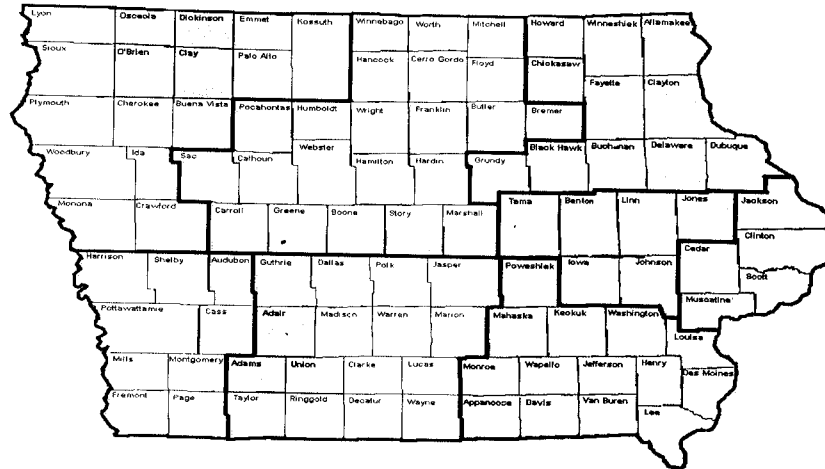 Lyon Osceola Dickinson Emmet Kossuth Winnebago Worth Mitchell Howard Winneshiek Allamakee
Sioux O'Brien Clay Palo Alto Hancock Cerro Gordo Floyd Chickasaw
Fayette Clayton
Plymouth Cherokee Buena Vista Pocahontas Humboldt Wright Franklin Butler Bremer
Woodbury Ida Sac Calhoun Webster Hamilton Hardin Grundy Black Hawk Buchanan Delaware Dubuque
Monona Crawford Carroll Greene Boone Story Marshall Tama Benton Linn Jones Jackson
Clinton
Harrison Shelby Audubon Guthrie Dallas Polk Jasper Poweshiek Iowa Johnson Cedar
Scott
Muscatine
Pottawattamie Cass Adair Madison Warren Marion Mahaska Keokuk Washington
Louisa
Mills Montgomery Adams Union Clarke Lucas Monroe Wapello Jefferson Henry Des Moines
Fremont Page Taylor Ringgold Decatur Wayne Appanoose Davis Van Buren Lee